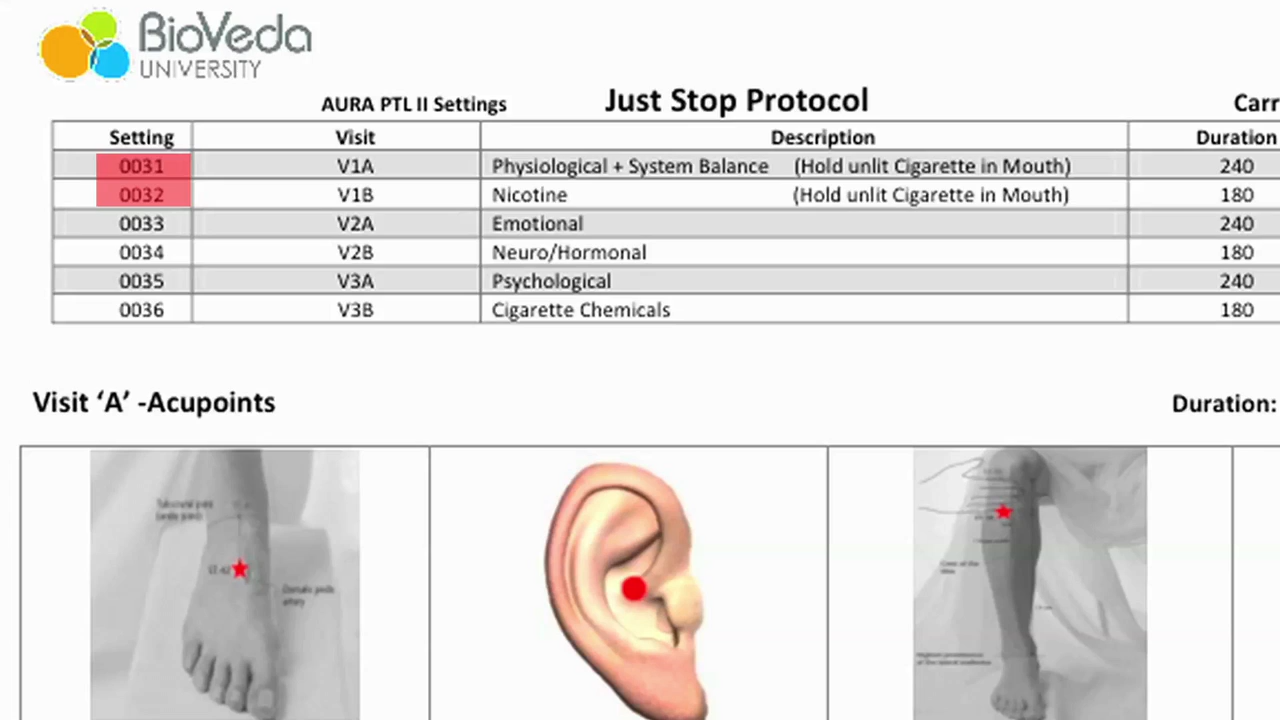 BioVeda
UNIVERSITY
AURA PTL II Settings Just Stop Protocol Carr
Setting Visit Description Duration
0031 V1A Physiological + System Balance (Hold unlit Cigarette in Mouth) 240
0032 V1B Nicotine (Hold unlit Cigarette in Mouth) 180
0033 V2A Emotional 240
0034 V2B Neuro/Hormonal 180
0035 V3A Psychological 240
0036 V3B Cigarette Chemicals 180
Visit ‘A’ -Acupoints Duration: